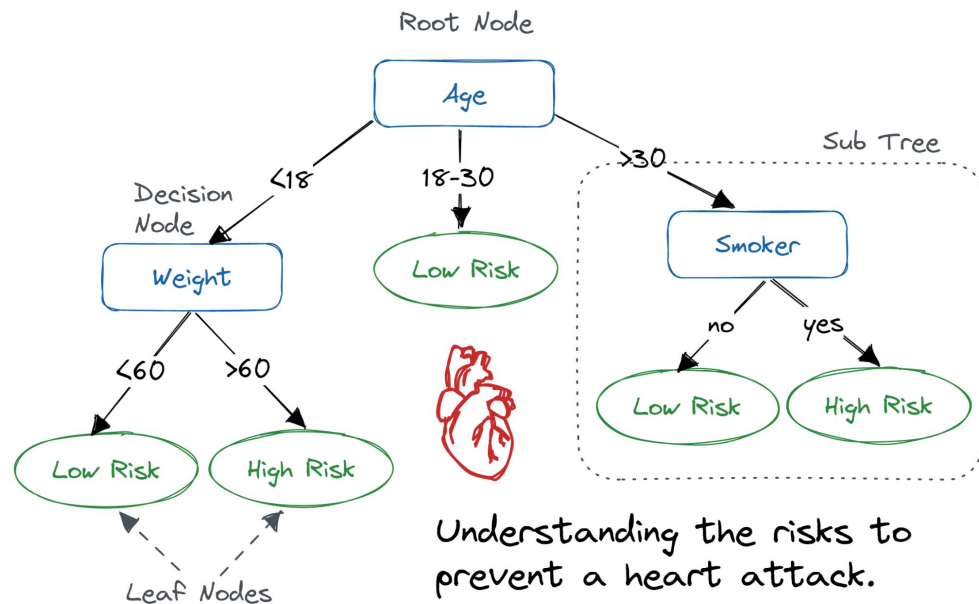 Root Node
Age
Sub Tree
<18
18-30
>30
Decision
Node
Weight
Low Risk
Smoker
<60
>60
no
yes
Low Risk
High Risk
Low Risk
High Risk
Leaf Nodes
Understanding the risks to
prevent a heart attack.